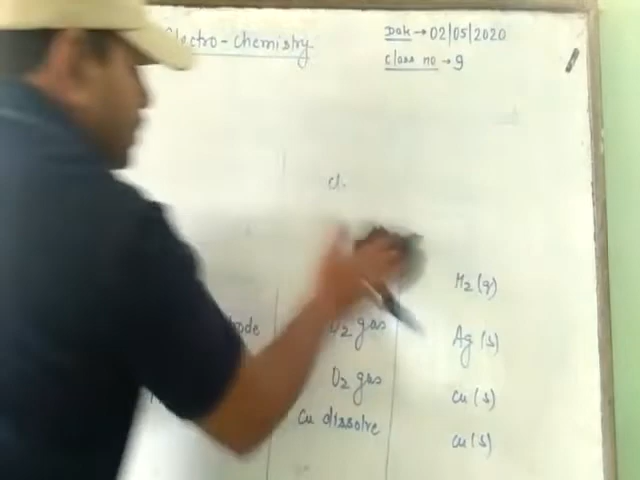 Electro-Chemistry
Date → 02/05/2020
Class no → 9
cl.
H2(g)
O2 gas
Ag(s)
O2 gas
Cu(s)
Cu dissolve
Cu(s)